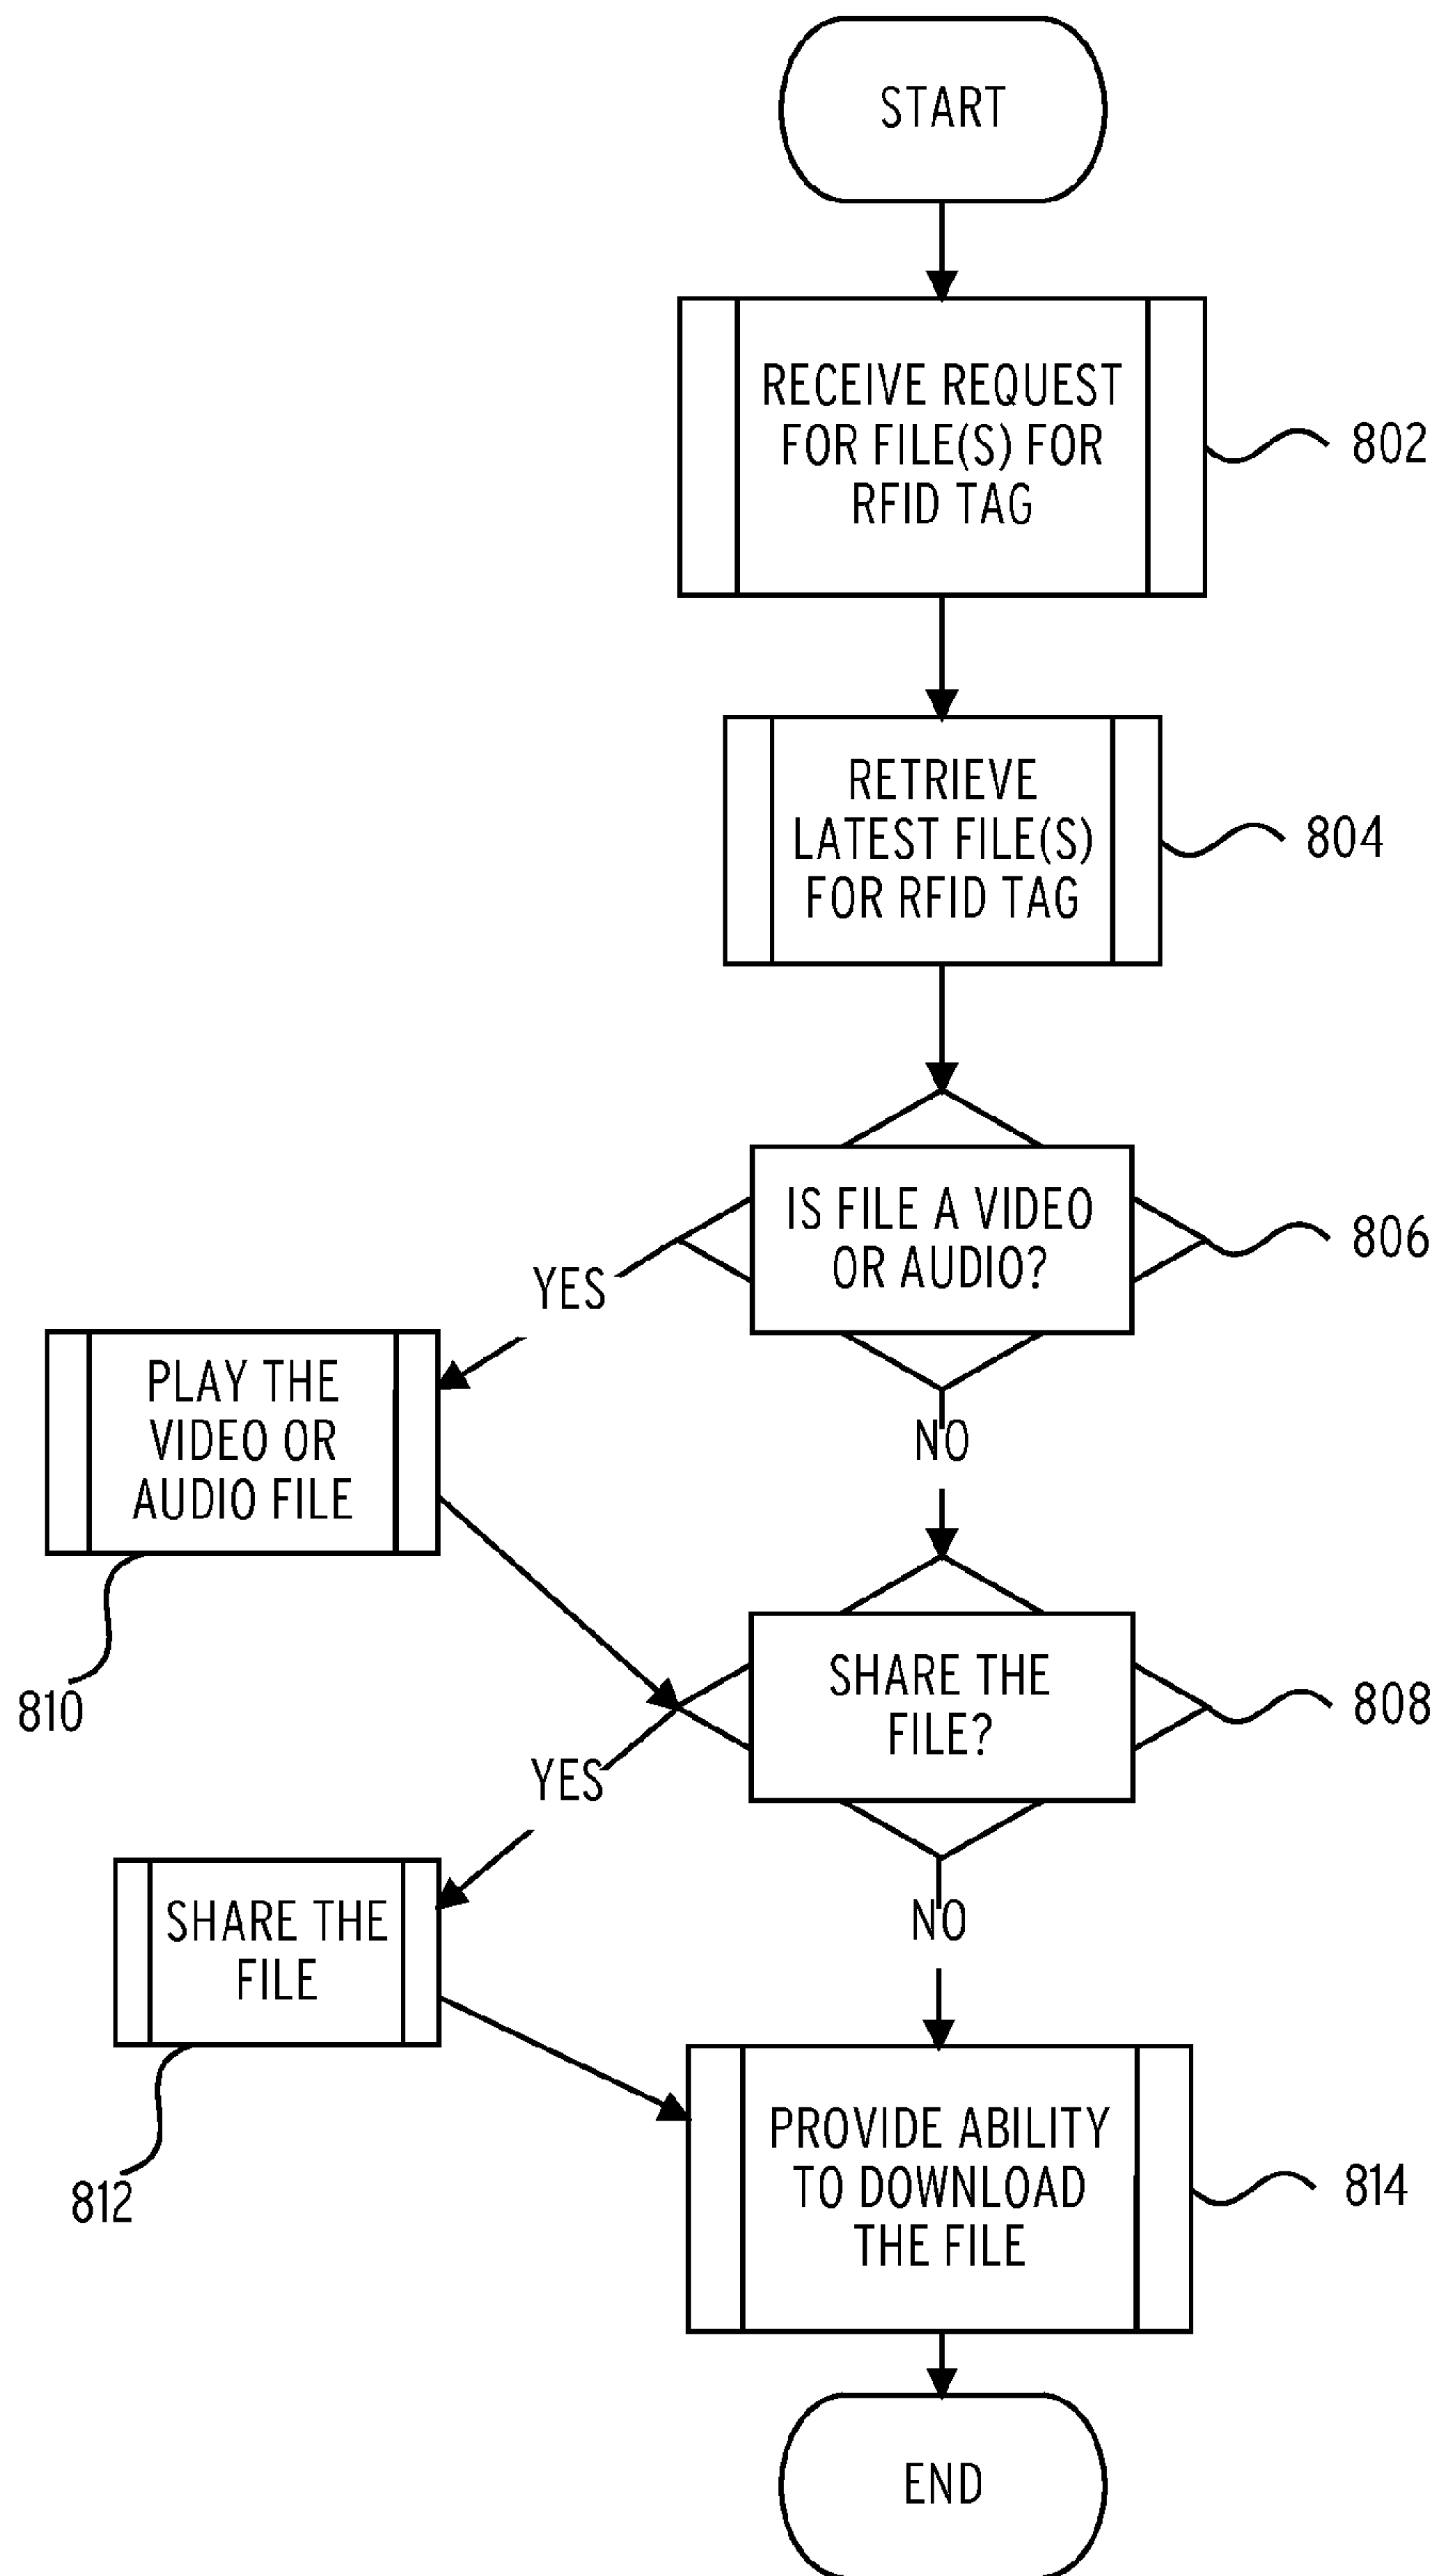 START
RECEIVE REQUEST
FOR FILE(S) FOR
RFID TAG
802
RETRIEVE
LATEST FILE(S)
FOR RFID TAG
804
IS FILE A VIDEO
OR AUDIO?
806
YES
PLAY THE
VIDEO OR
AUDIO FILE
810
NO
SHARE THE
FILE?
808
YES
SHARE THE
FILE
812
NO
PROVIDE ABILITY
TO DOWNLOAD
THE FILE
814
END